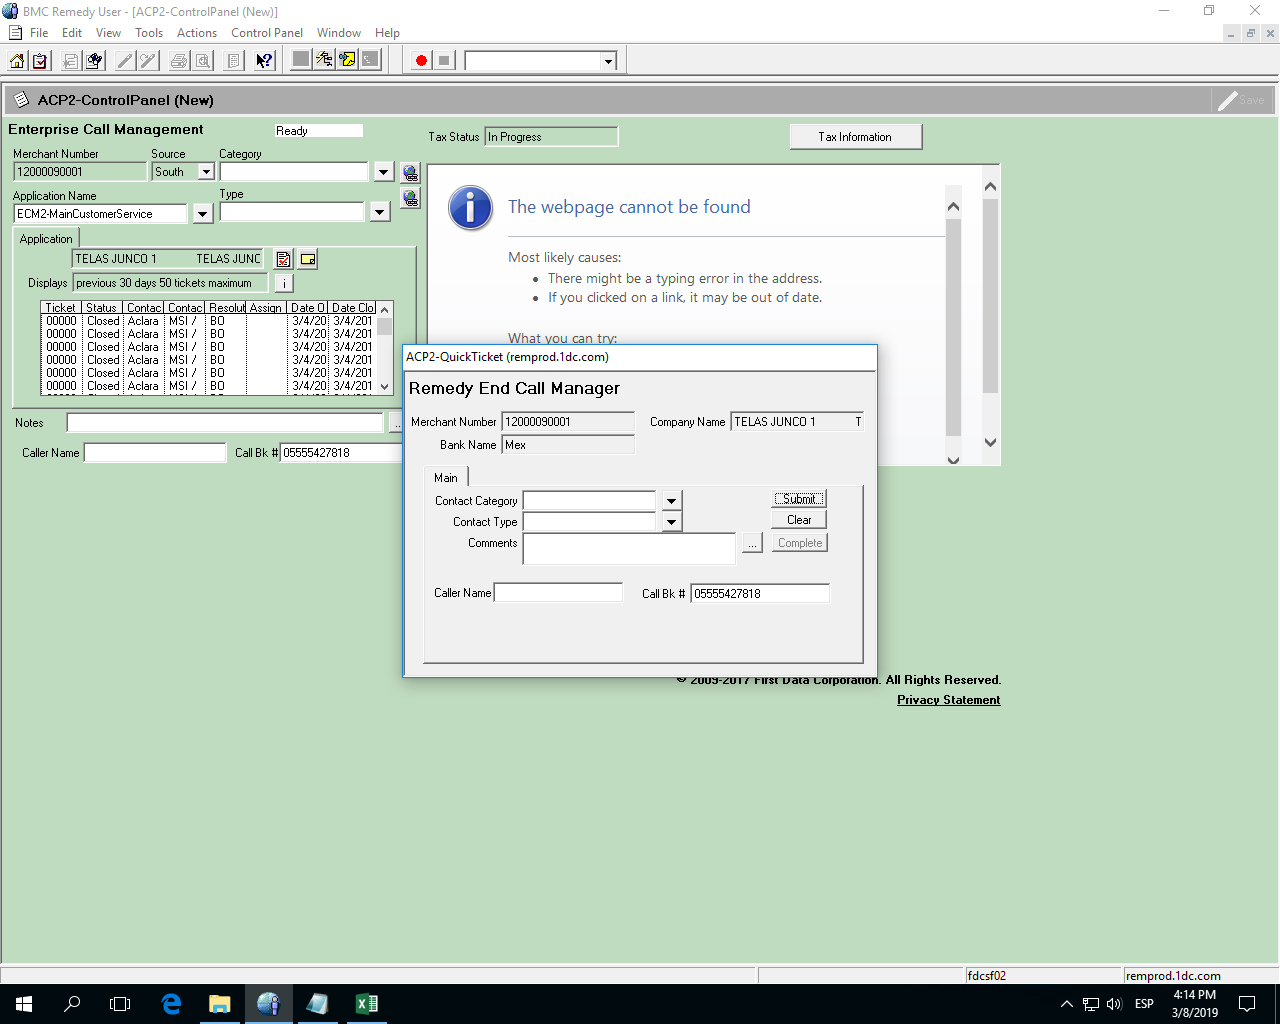 BMC Remedy User - [ACP2-ControlPanel (New)]
File Edit View Tools Actions Control Panel Window Help
ACP2-ControlPanel (New)
Save
Enterprise Call Management
Ready
Tax Status In Progress
Tax Information
Merchant Number Source Category
12000090001 South
Application Name Type
ECM2-MainCustomerService
Application
TELAS JUNCO 1 TELAS JUNC
Displays previous 30 days 50 tickets maximum i
Ticket Status Contac Contac Resolut Assign Date O Date Clo
00000 Closed Aclara MSI / BO 3/4/20 3/4/201
00000 Closed Aclara MSI / BO 3/4/20 3/4/201
00000 Closed Aclara MSI / BO 3/4/20 3/4/201
00000 Closed Aclara MSI / BO 3/4/20 3/4/201
00000 Closed Aclara MSI / BO 3/4/20 3/4/201
00000 Closed Aclara MSI / BO 3/4/20 3/4/201
Notes ...
Caller Name Call Bk # 05555427818
The webpage cannot be found
Most likely causes:
• There might be a typing error in the address.
• If you clicked on a link, it may be out of date.
What you can try:
ACP2-QuickTicket (remprod.1dc.com)
Remedy End Call Manager
Merchant Number 12000090001 Company Name TELAS JUNCO 1 T
Bank Name Mex
Main
Contact Category Submit
Contact Type Clear
Comments ... Complete
Caller Name Call Bk # 05555427818
© 2009-2017 First Data Corporation. All Rights Reserved.
Privacy Statement
fdcsf02 remprod.1dc.com
ESP
4:14 PM
3/8/2019